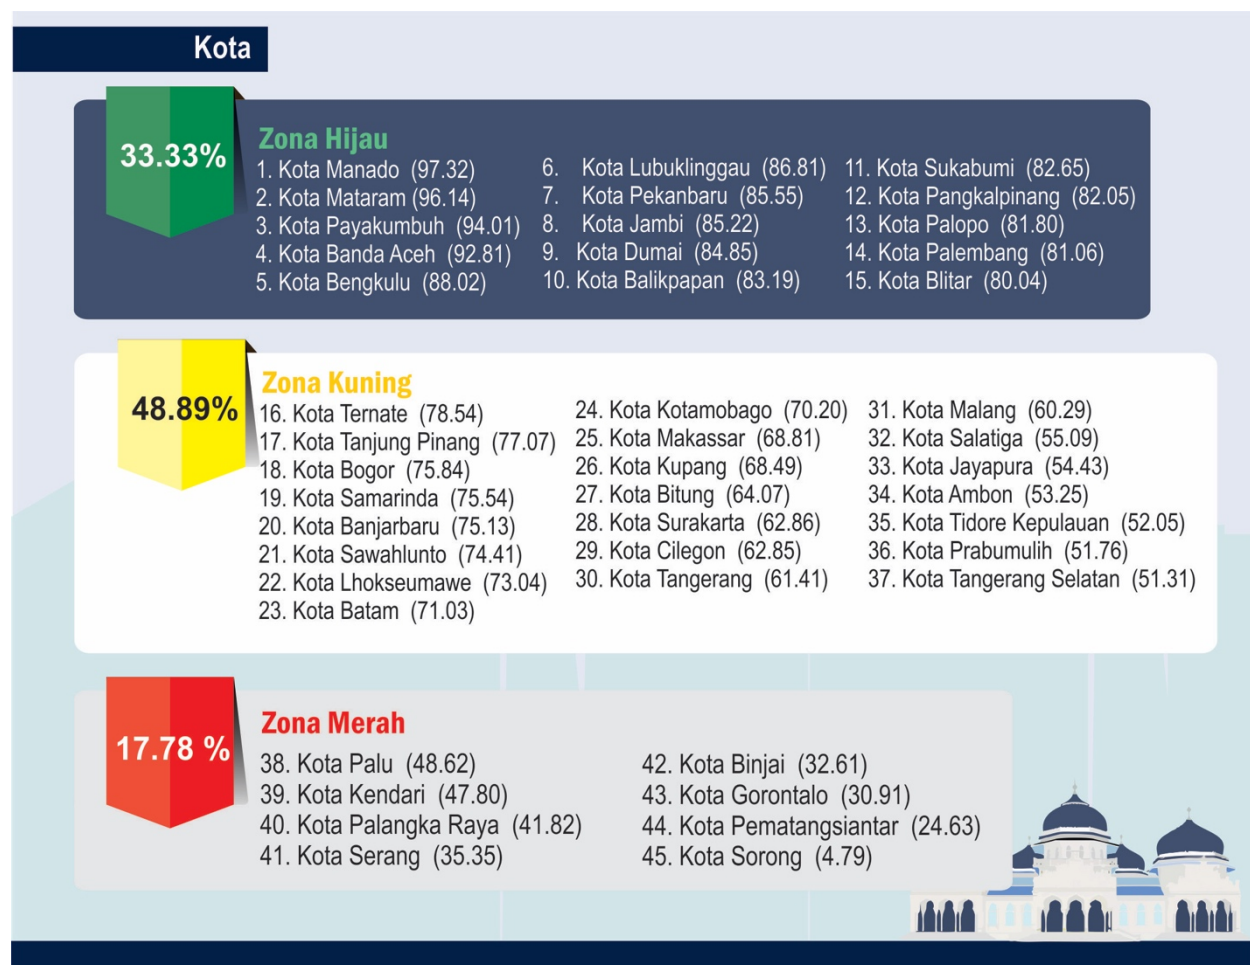 Kota
33.33%
Zona Hijau
1. Kota Manado (97.32)
2. Kota Mataram (96.14)
3. Kota Payakumbuh (94.01)
4. Kota Banda Aceh (92.81)
5. Kota Bengkulu (88.02)
6. Kota Lubuklinggau (86.81)
7. Kota Pekanbaru (85.55)
8. Kota Jambi (85.22)
9. Kota Dumai (84.85)
10. Kota Balikpapan (83.19)
11. Kota Sukabumi (82.65)
12. Kota Pangkalpinang (82.05)
13. Kota Palopo (81.80)
14. Kota Palembang (81.06)
15. Kota Blitar (80.04)
48.89%
Zona Kuning
16. Kota Ternate (78.54)
17. Kota Tanjung Pinang (77.07)
18. Kota Bogor (75.84)
19. Kota Samarinda (75.54)
20. Kota Banjarbaru (75.13)
21. Kota Sawahlunto (74.41)
22. Kota Lhokseumawe (73.04)
23. Kota Batam (71.03)
24. Kota Kotamobago (70.20)
25. Kota Makassar (68.81)
26. Kota Kupang (68.49)
27. Kota Bitung (64.07)
28. Kota Surakarta (62.86)
29. Kota Cilegon (62.85)
30. Kota Tangerang (61.41)
31. Kota Malang (60.29)
32. Kota Salatiga (55.09)
33. Kota Jayapura (54.43)
34. Kota Ambon (53.25)
35. Kota Tidore Kepulauan (52.05)
36. Kota Prabumulih (51.76)
37. Kota Tangerang Selatan (51.31)
17.78 %
Zona Merah
38. Kota Palu (48.62)
39. Kota Kendari (47.80)
40. Kota Palangka Raya (41.82)
41. Kota Serang (35.35)
42. Kota Binjai (32.61)
43. Kota Gorontalo (30.91)
44. Kota Pematangsiantar (24.63)
45. Kota Sorong (4.79)